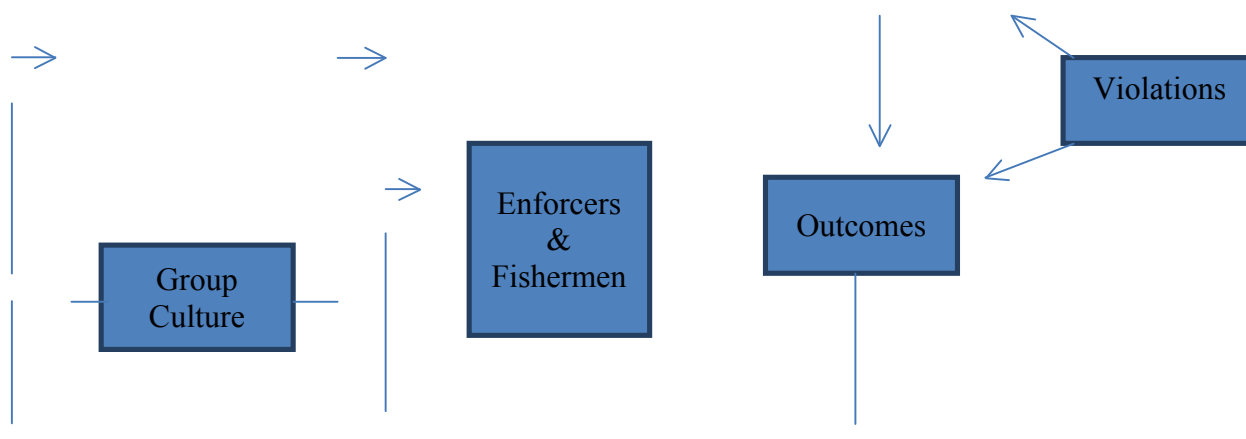 Group
Culture
Enforcers
&
Fishermen
Outcomes
Violations